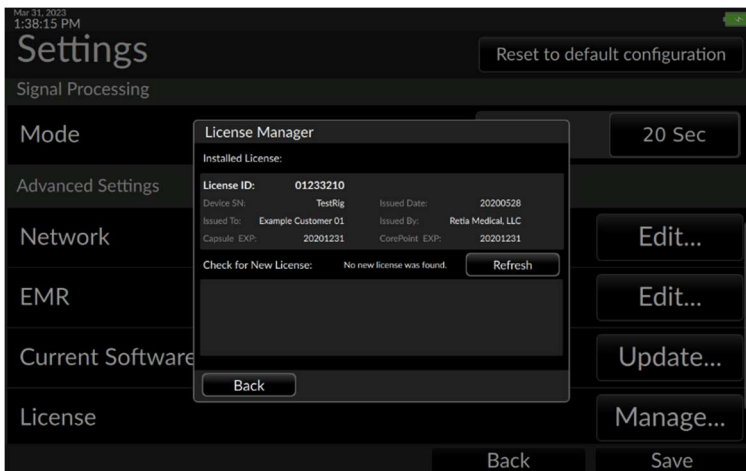 Mar 31, 2023
1:38:15 PM
Settings
Reset to default configuration
Signal Processing
Mode
20 Sec
License Manager
Installed License:
License ID: 01233210
Device SN: TestRig Issued Date: 20200528
Issued To: Example Customer 01 Issued By: Retia Medical, LLC
Capsule EXP: 20201231 CorePoint EXP: 20201231
Check for New License: No new license was found. Refresh
Back
Advanced Settings
Network Edit...
EMR Edit...
Current Software Update...
License Manage...
Back Save